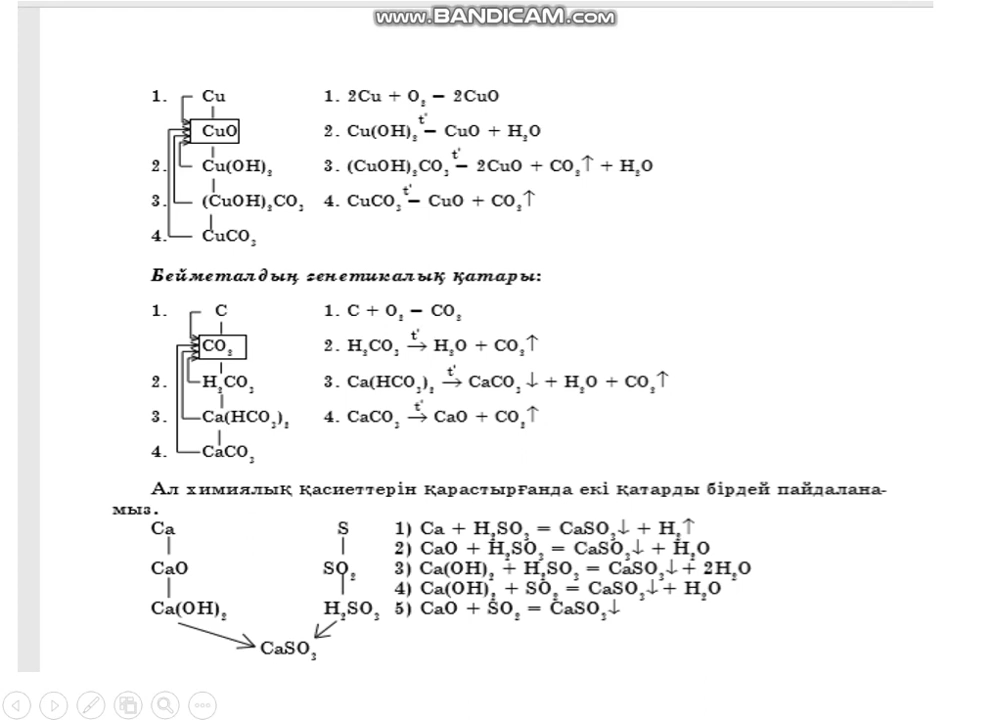 www.BANDICAM.com
1. Cu 1. 2Cu + O₂ − 2CuO
CuO 2. Cu(OH)₂ t° − CuO + H₂O
2. Cu(OH)₂ 3. (CuOH)₂CO₃ t° − 2CuO + CO₂↑ + H₂O
3. (CuOH)₂CO₃ 4. CuCO₃ t° − CuO + CO₂↑
4. CuCO₃
Бейметалдың генетикалық қатары:
1. C 1. C + O₂ − CO₂
CO₂ 2. H₂CO₃ t° → H₂O + CO₂↑
2. H₂CO₃ 3. Ca(HCO₃)₂ t° → CaCO₃↓ + H₂O + CO₂↑
3. Ca(HCO₃)₂ 4. CaCO₃ t° → CaO + CO₂↑
4. CaCO₃
Ал химиялық қасиеттерін қарастырғанда екі қатарды бірдей пайдалана-
мыз.
Ca S 1) Ca + H₂SO₃ = CaSO₃↓ + H₂↑
2) CaO + H₂SO₃ = CaSO₃↓ + H₂O
CaO SO₂ 3) Ca(OH)₂ + H₂SO₃ = CaSO₃↓ + 2H₂O
4) Ca(OH)₂ + SO₂ = CaSO₃↓ + H₂O
Ca(OH)₂ H₂SO₃ 5) CaO + SO₂ = CaSO₃↓
CaSO₃